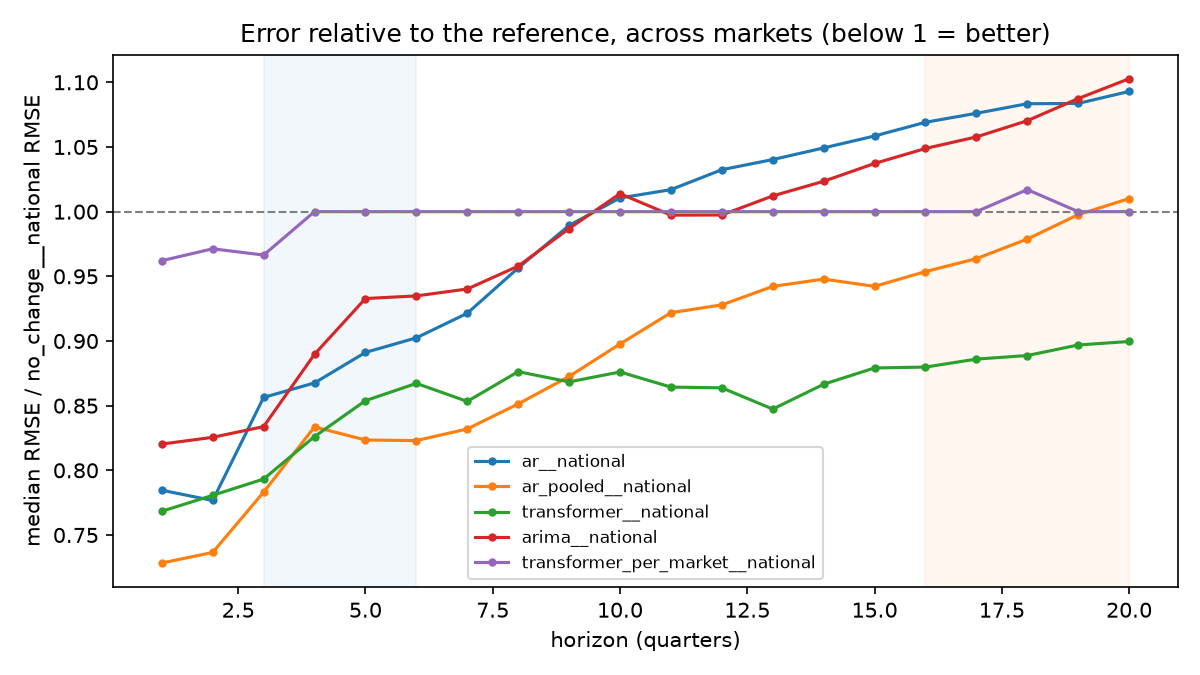 Error relative to the reference, across markets (below 1 = better)
median RMSE / no_change__national RMSE
1.10
1.05
1.00
0.95
0.90
0.85
0.80
0.75
ar__national
ar_pooled__national
transformer__national
arima__national
transformer_per_market__national
2.5 5.0 7.5 10.0 12.5 15.0 17.5 20.0
horizon (quarters)